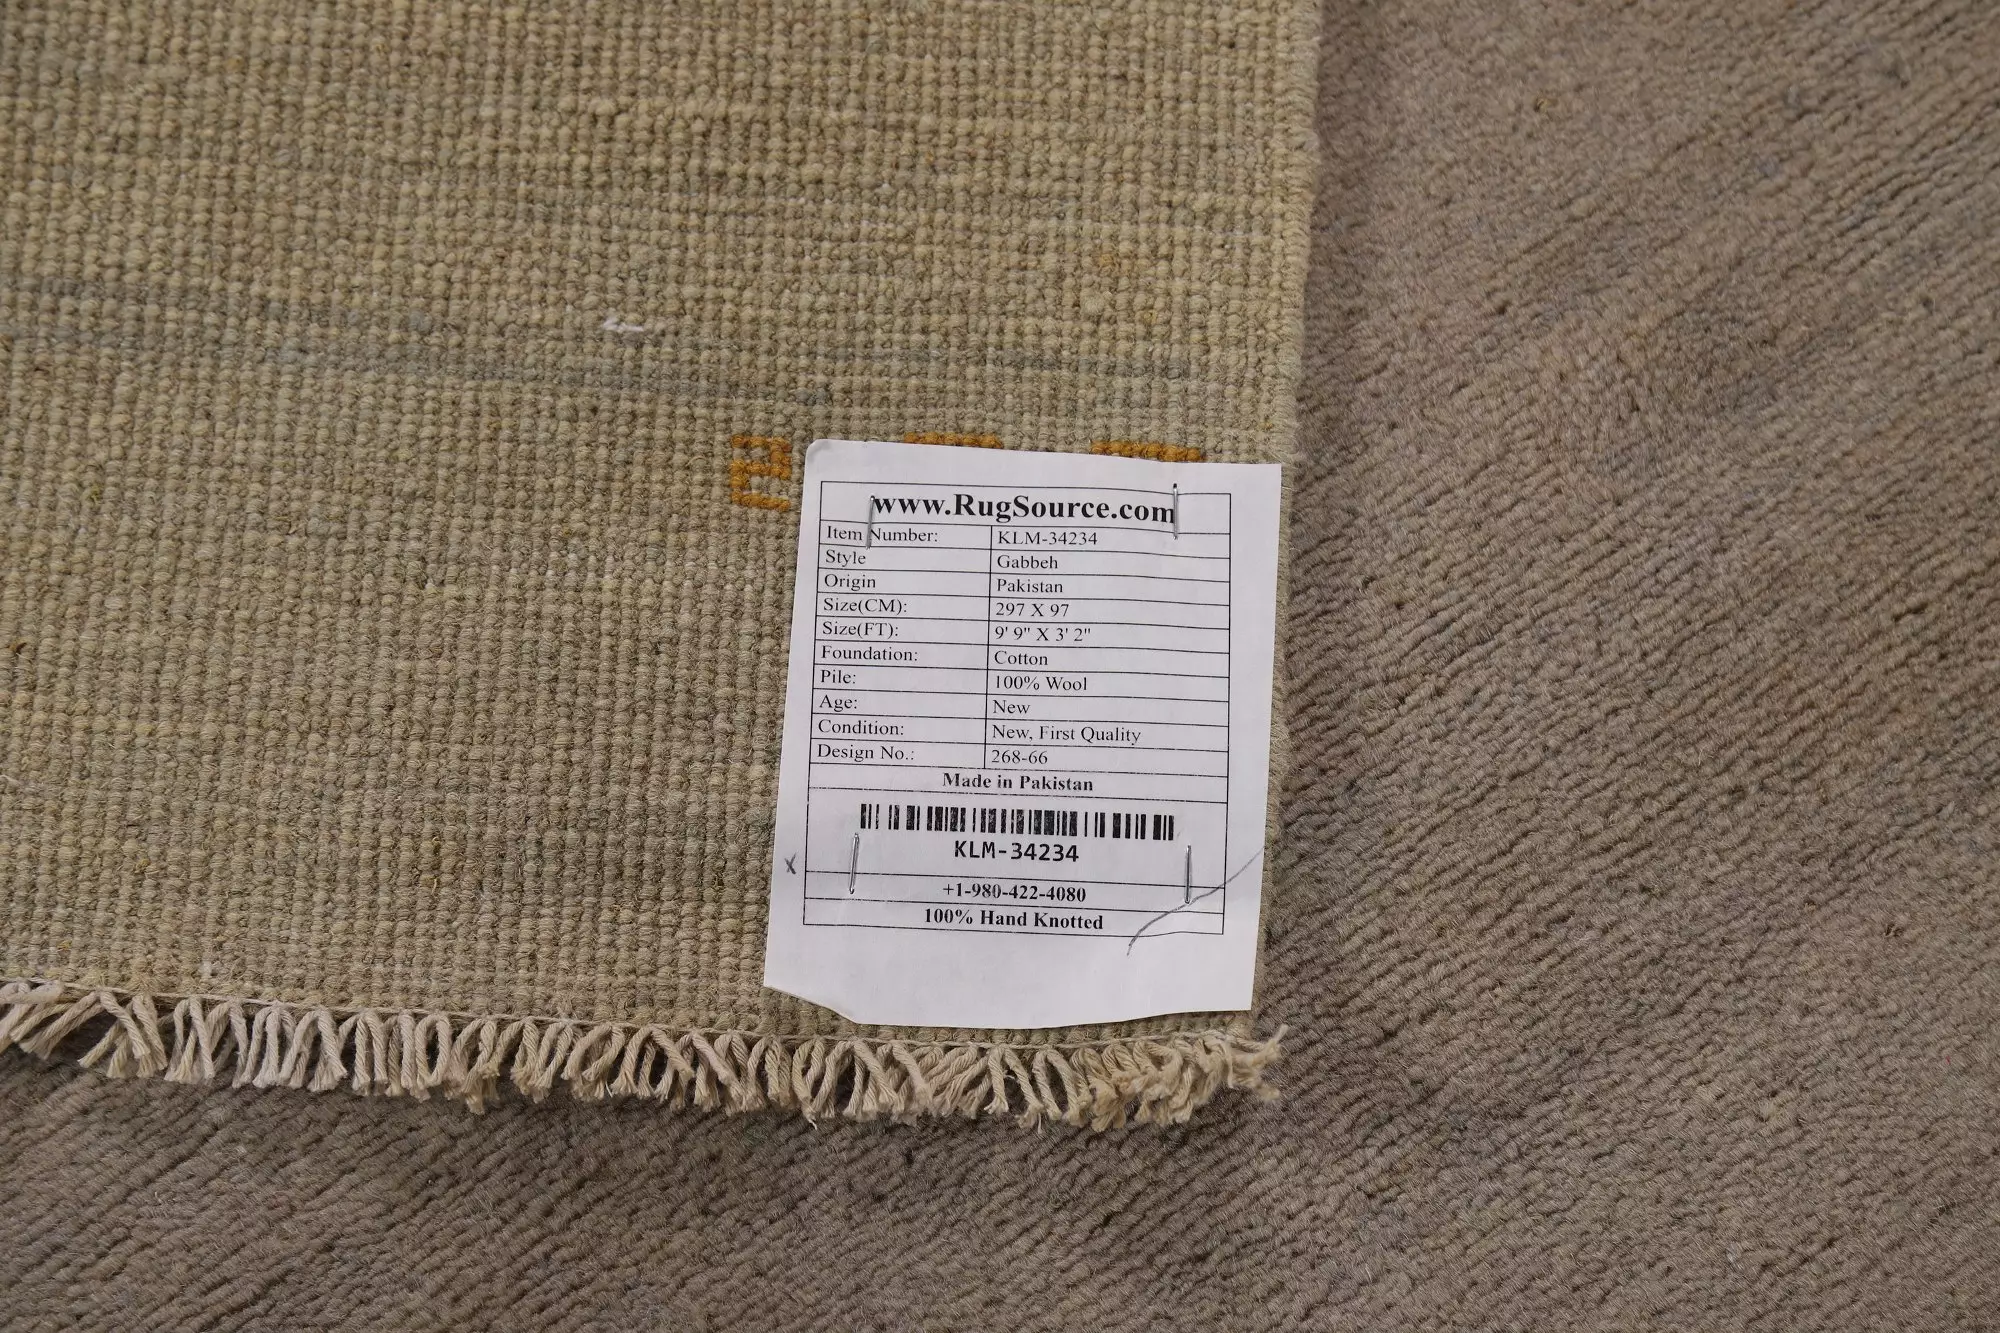 www.RugSource.com
Item Number: KLM-34234
Style Gabbeh
Origin Pakistan
Size(CM): 297 X 97
Size(FT): 9' 9" X 3' 2"
Foundation: Cotton
Pile: 100% Wool
Age: New
Condition: New, First Quality
Design No.: 268-66
Made in Pakistan
KLM-34234
+1-980-422-4080
100% Hand Knotted